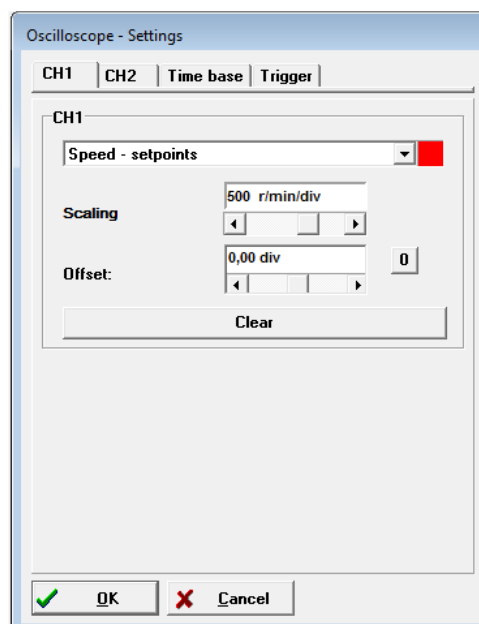 Oscilloscope - Settings
CH1 CH2 Time base Trigger
CH1
Speed - setpoints
500 r/min/div
Scaling
0,00 div
0
Offset:
Clear
OK Cancel